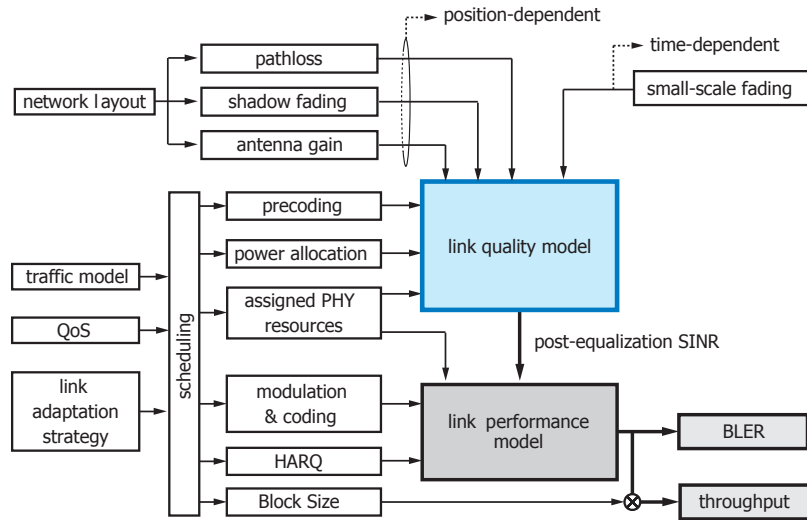 position-dependent
pathloss
time-dependent
network layout
shadow fading
small-scale fading
antenna gain
precoding
link quality model
power allocation
traffic model
assigned PHY
resources
QoS
scheduling
post-equalization SINR
link
adaptation
strategy
modulation
& coding
link performance
model
BLER
HARQ
Block Size
throughput